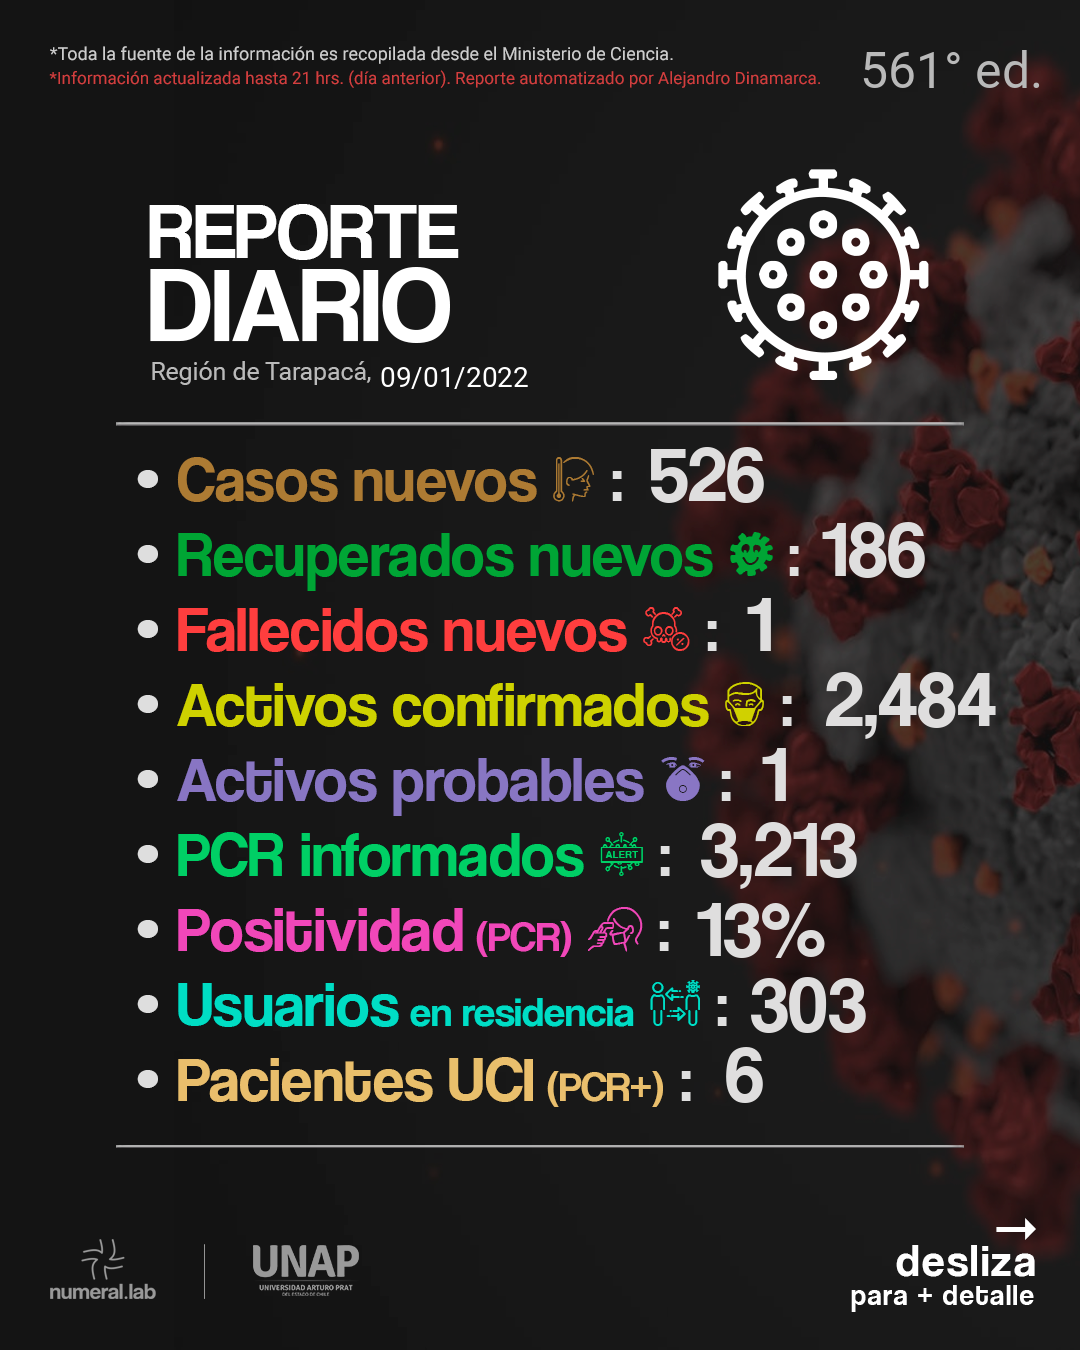 *Toda la fuente de la información es recopilada desde el Ministerio de Ciencia.
*Información actualizada hasta 21 hrs. (día anterior). Reporte automatizado por Alejandro Dinamarca.
561° ed.
REPORTE
DIARIO
Región de Tarapacá, 09/01/2022
• Casos nuevos : 526
• Recuperados nuevos : 186
• Fallecidos nuevos : 1
• Activos confirmados : 2,484
• Activos probables : 1
• PCR informados ALERT : 3,213
• Positividad (PCR) : 13%
• Usuarios en residencia : 303
• Pacientes UCI (PCR+) : 6
numeral.lab
UNAP
UNIVERSIDAD ARTURO PRAT
DEL ESTADO DE CHILE
desliza
para + detalle